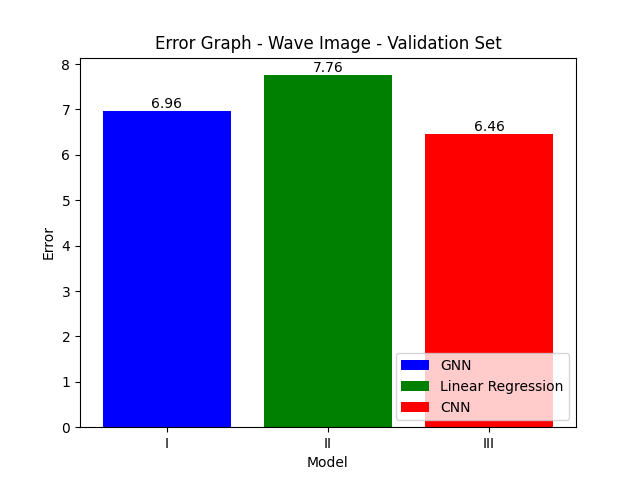 Error Graph - Wave Image - Validation Set
8
7
6
5
4
3
2
1
0
Error
6.96
7.76
6.46
GNN
Linear Regression
CNN
I
II
III
Model